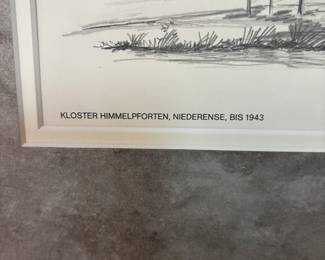 KLOSTER HIMMELPFORTEN, NIEDERENSE, BIS 1943